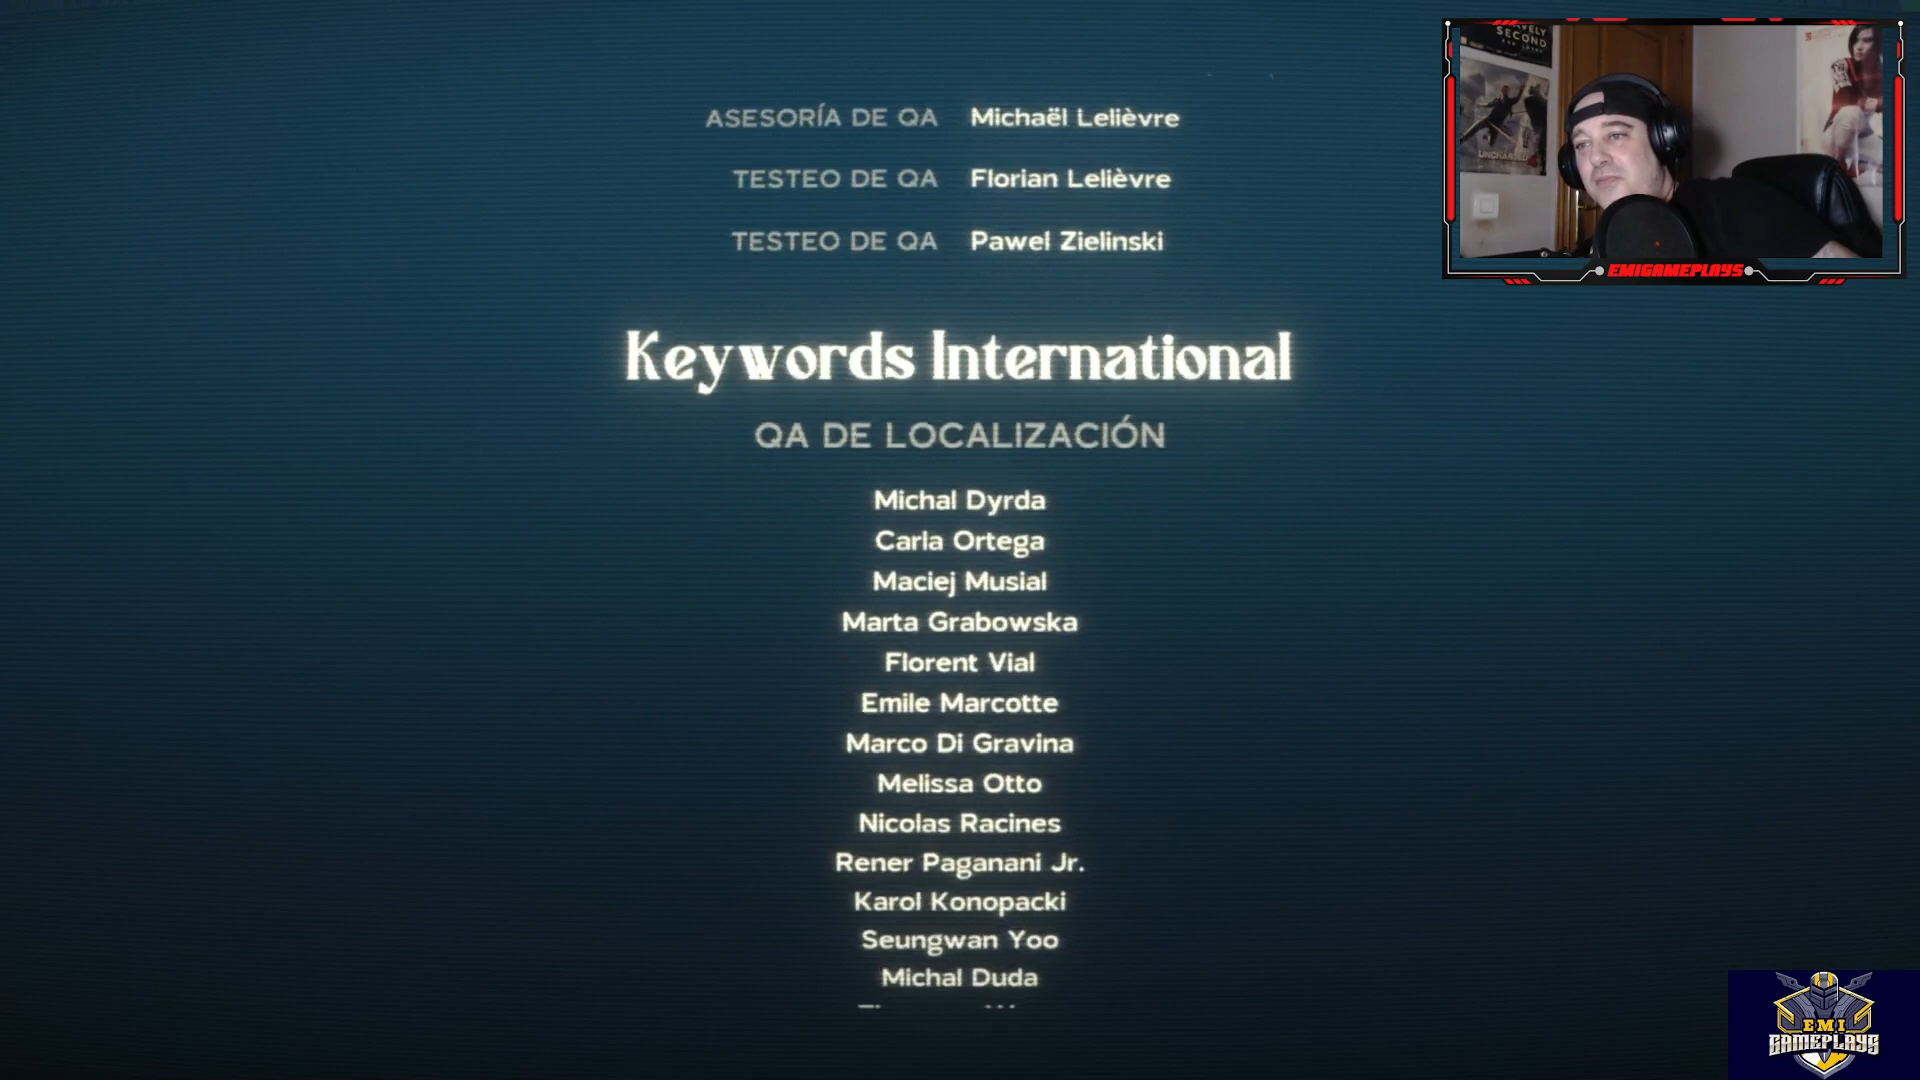 ASESORÍA DE QA Michaël Lelièvre
TESTEO DE QA Florian Lelièvre
TESTEO DE QA Pawel Zielinski
Keywords International
QA DE LOCALIZACIÓN
Michal Dyrda
Carla Ortega
Maciej Musial
Marta Grabowska
Florent Vial
Emile Marcotte
Marco Di Gravina
Melissa Otto
Nicolas Racines
Rener Paganani Jr.
Karol Konopacki
Seungwan Yoo
Michal Duda
SECOND
UNCHARTED
EMIGAMEPLAYS
EMI
GAMEPLAYS